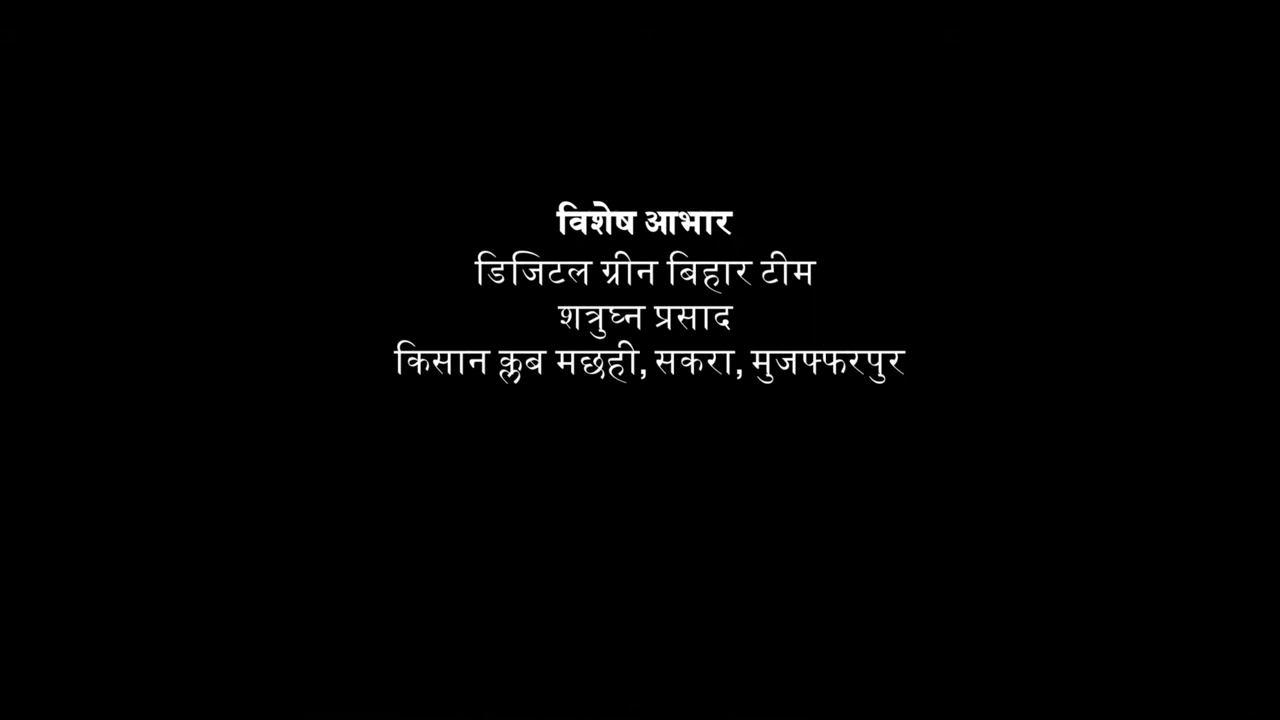 विशेष आभार
डिजिटल ग्रीन बिहार टीम
शत्रुघ्न प्रसाद
किसान क्लब मछही, सकरा, मुजफ्फरपुर